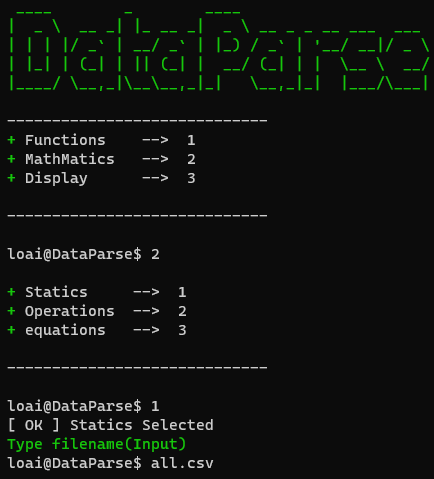 DataParse
-----------------------------
+ Functions    -->  1
+ MathMatics   -->  2
+ Display      -->  3
-----------------------------
loai@DataParse$ 2
+ Statics     -->  1
+ Operations  -->  2
+ equations   -->  3
-----------------------------
loai@DataParse$ 1
[ OK ] Statics Selected
Type filename(Input)
loai@DataParse$ all.csv